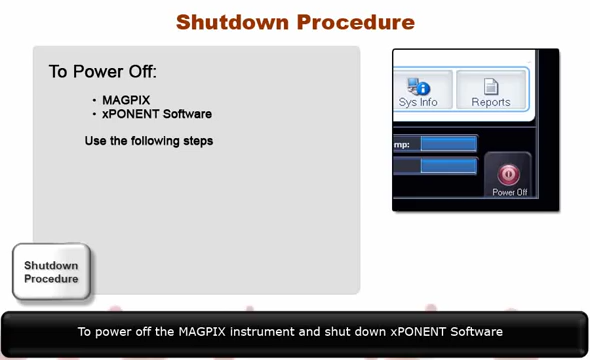 Shutdown Procedure
To Power Off:
• MAGPIX
• xPONENT Software
Use the following steps
Sys Info
Reports
mp:
Power Off
Shutdown
Procedure
To power off the MAGPIX instrument and shut down xPONENT Software